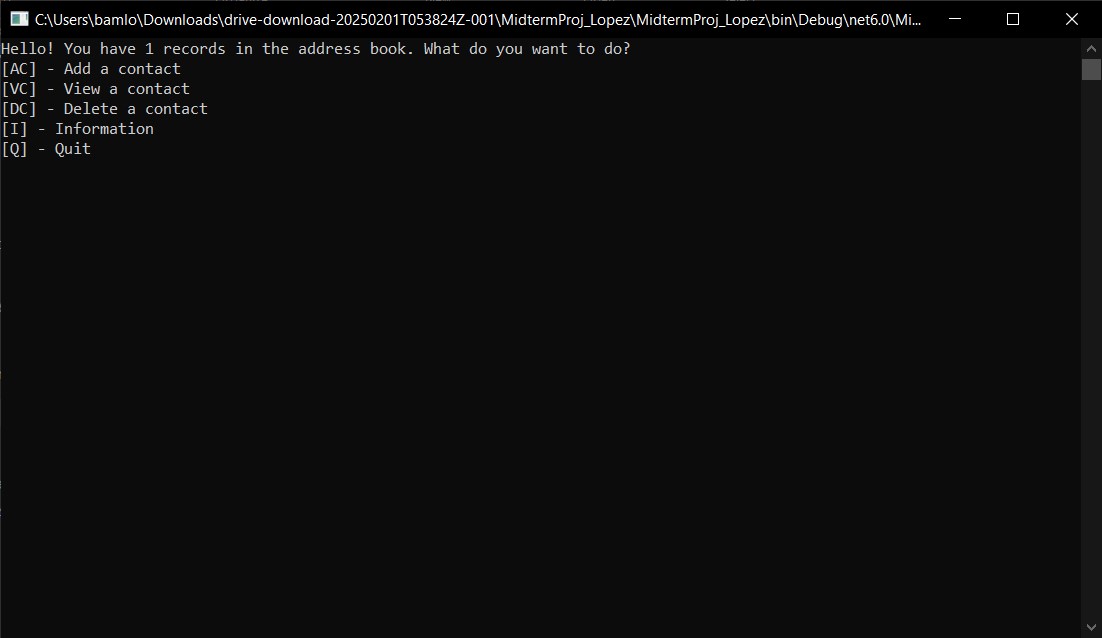 C:\Users\bamlo\Downloads\drive-download-20250201T053824Z-001\MidtermProj_Lopez\MidtermProj_Lopez\bin\Debug\net6.0\Mi...
Hello! You have 1 records in the address book. What do you want to do?
[AC] - Add a contact
[VC] - View a contact
[DC] - Delete a contact
[I] - Information
[Q] - Quit